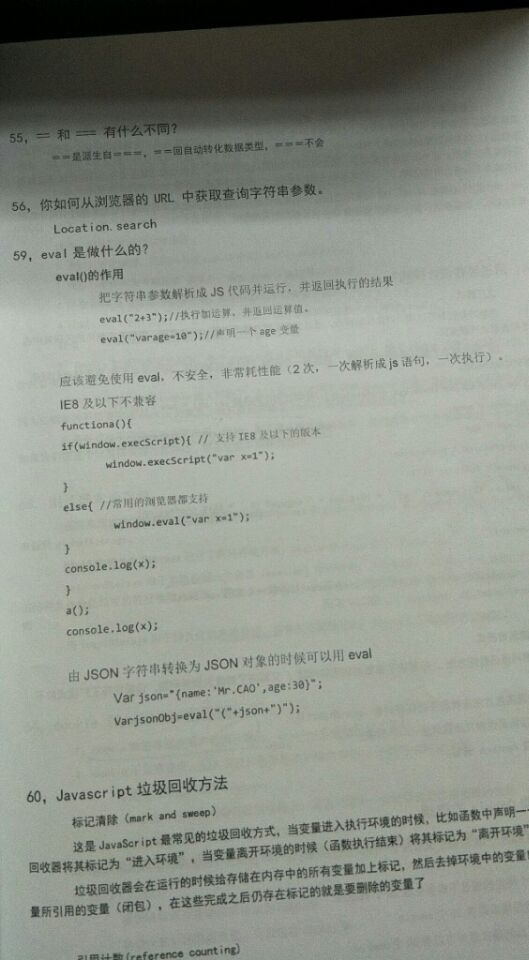 55, == 和 === 有什么不同?
==是派生自===, ==回自动转化数据类型, ===不会
56, 你如何从浏览器的 URL 中获取查询字符串参数。
Location.search
59, eval 是做什么的?
eval()的作用
把字符串参数解析成 JS 代码并运行, 并返回执行的结果
eval("2+3");//执行加运算, 并返回运算值。
eval("varage=10");//声明一个 age 变量
应该避免使用 eval, 不安全, 非常耗性能 (2 次, 一次解析成 js 语句, 一次执行) 。
IE8 及以下不兼容
functiona(){
if(window.execScript){ // 支持 IE8 及以下的版本
window.execScript("var x=1");
}
else{ //常用的浏览器都支持
window.eval("var x=1");
}
console.log(x);
}
a();
console.log(x);
由 JSON 字符串转换为 JSON 对象的时候可以用 eval
Var json="{name:'Mr.CAO',age:30}";
VarjsonObj=eval("("+json+")");
60, Javascript 垃圾回收方法
标记清除 (mark and sweep)
这是 JavaScript 最常见的垃圾回收方式, 当变量进入执行环境的时候, 比如函数中声明一
回收器将其标记为“进入环境”, 当变量离开环境的时候 (函数执行结束) 将其标记为“离开环境”
垃圾回收器会在运行的时候给存储在内存中的所有变量加上标记, 然后去掉环境中的变量
量所引用的变量 (闭包) , 在这些完成之后仍存在标记的就是要删除的变量了
引用计数(reference counting)